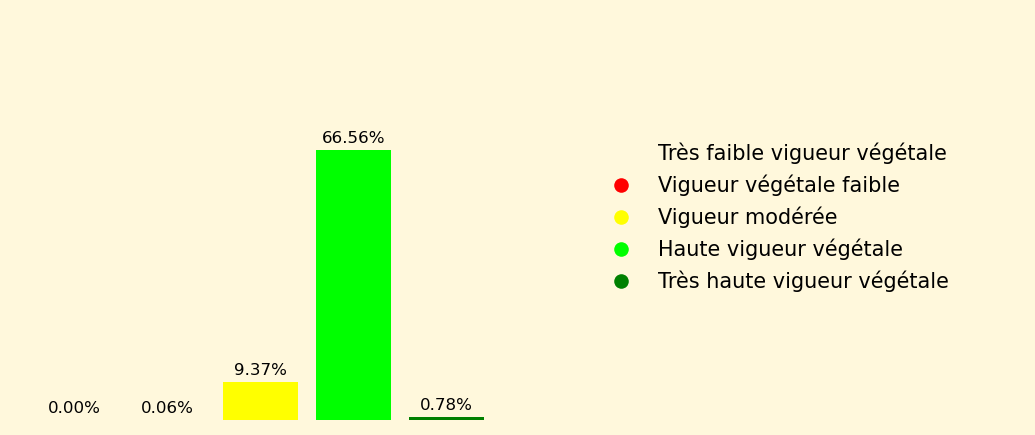 66.56%
9.37%
0.00%
0.06%
0.78%
Très faible vigueur végétale
Vigueur végétale faible
Vigueur modérée
Haute vigueur végétale
Très haute vigueur végétale